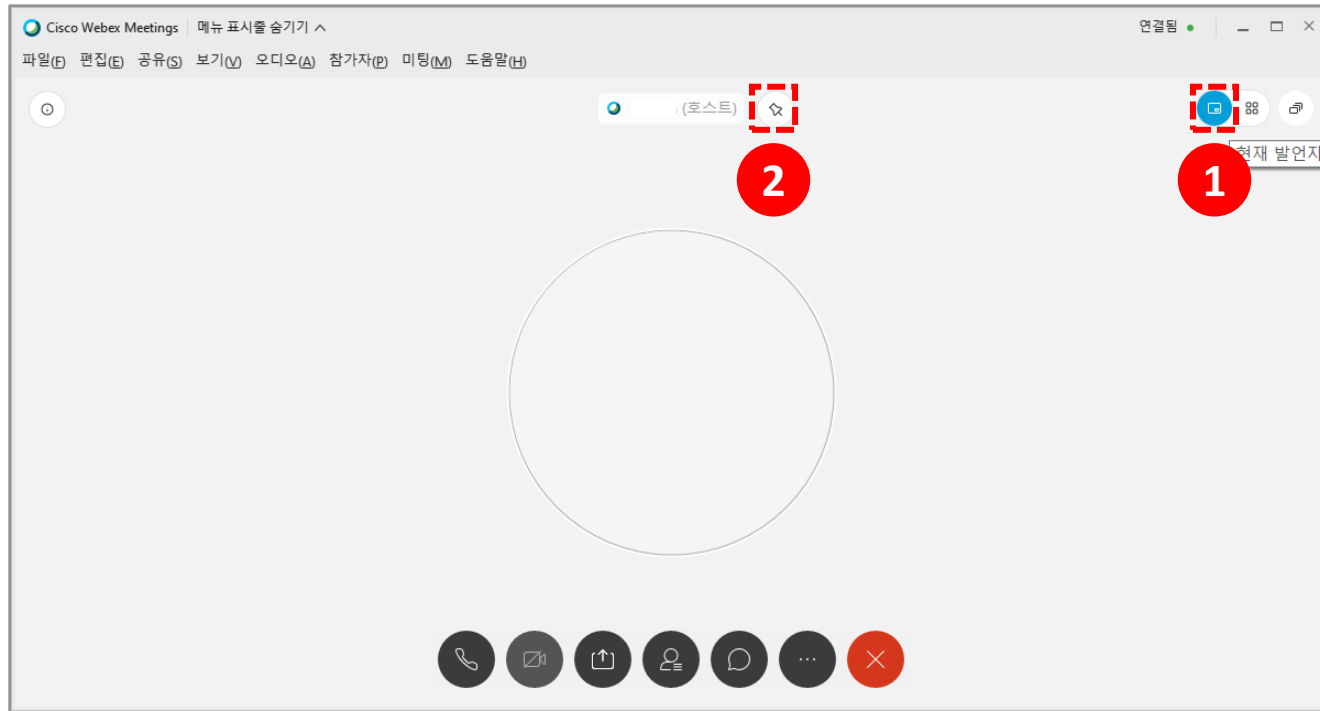 Cisco Webex Meetings 메뉴 표시줄 숨기기 연결됨
파일(F) 편집(E) 공유(S) 보기(V) 오디오(A) 참가자(P) 미팅(M) 도움말(H)
(호스트)
현재 발언자
2
1